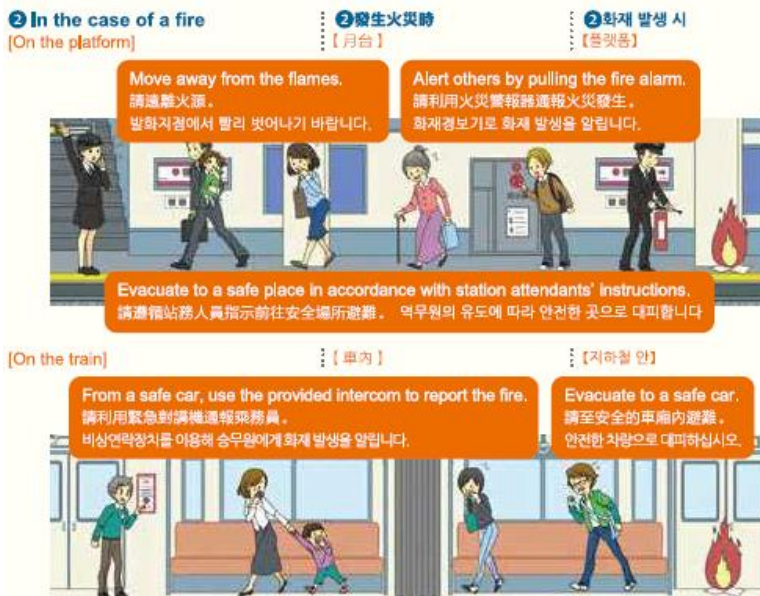 ❷ In the case of a fire
❷發生火災時
❷화재 발생 시
[On the platform]
【月台】
【플랫폼】
Move away from the flames.
請遠離火源。
발화지점에서 빨리 벗어나기 바랍니다.
Alert others by pulling the fire alarm.
請利用火災警報器通報火災發生。
화재경보기로 화재 발생을 알립니다.
Evacuate to a safe place in accordance with station attendants' instructions.
請遵循站務人員指示前往安全場所避難。 역무원의 유도에 따라 안전한 곳으로 대피합니다
[On the train]
【車內】
【지하철 안】
From a safe car, use the provided intercom to report the fire.
請利用緊急對講機通報乘務員。
비상연락장치를 이용해 승무원에게 화재 발생을 알립니다.
Evacuate to a safe car.
請至安全的車廂內避難。
안전한 차량으로 대피하십시오.